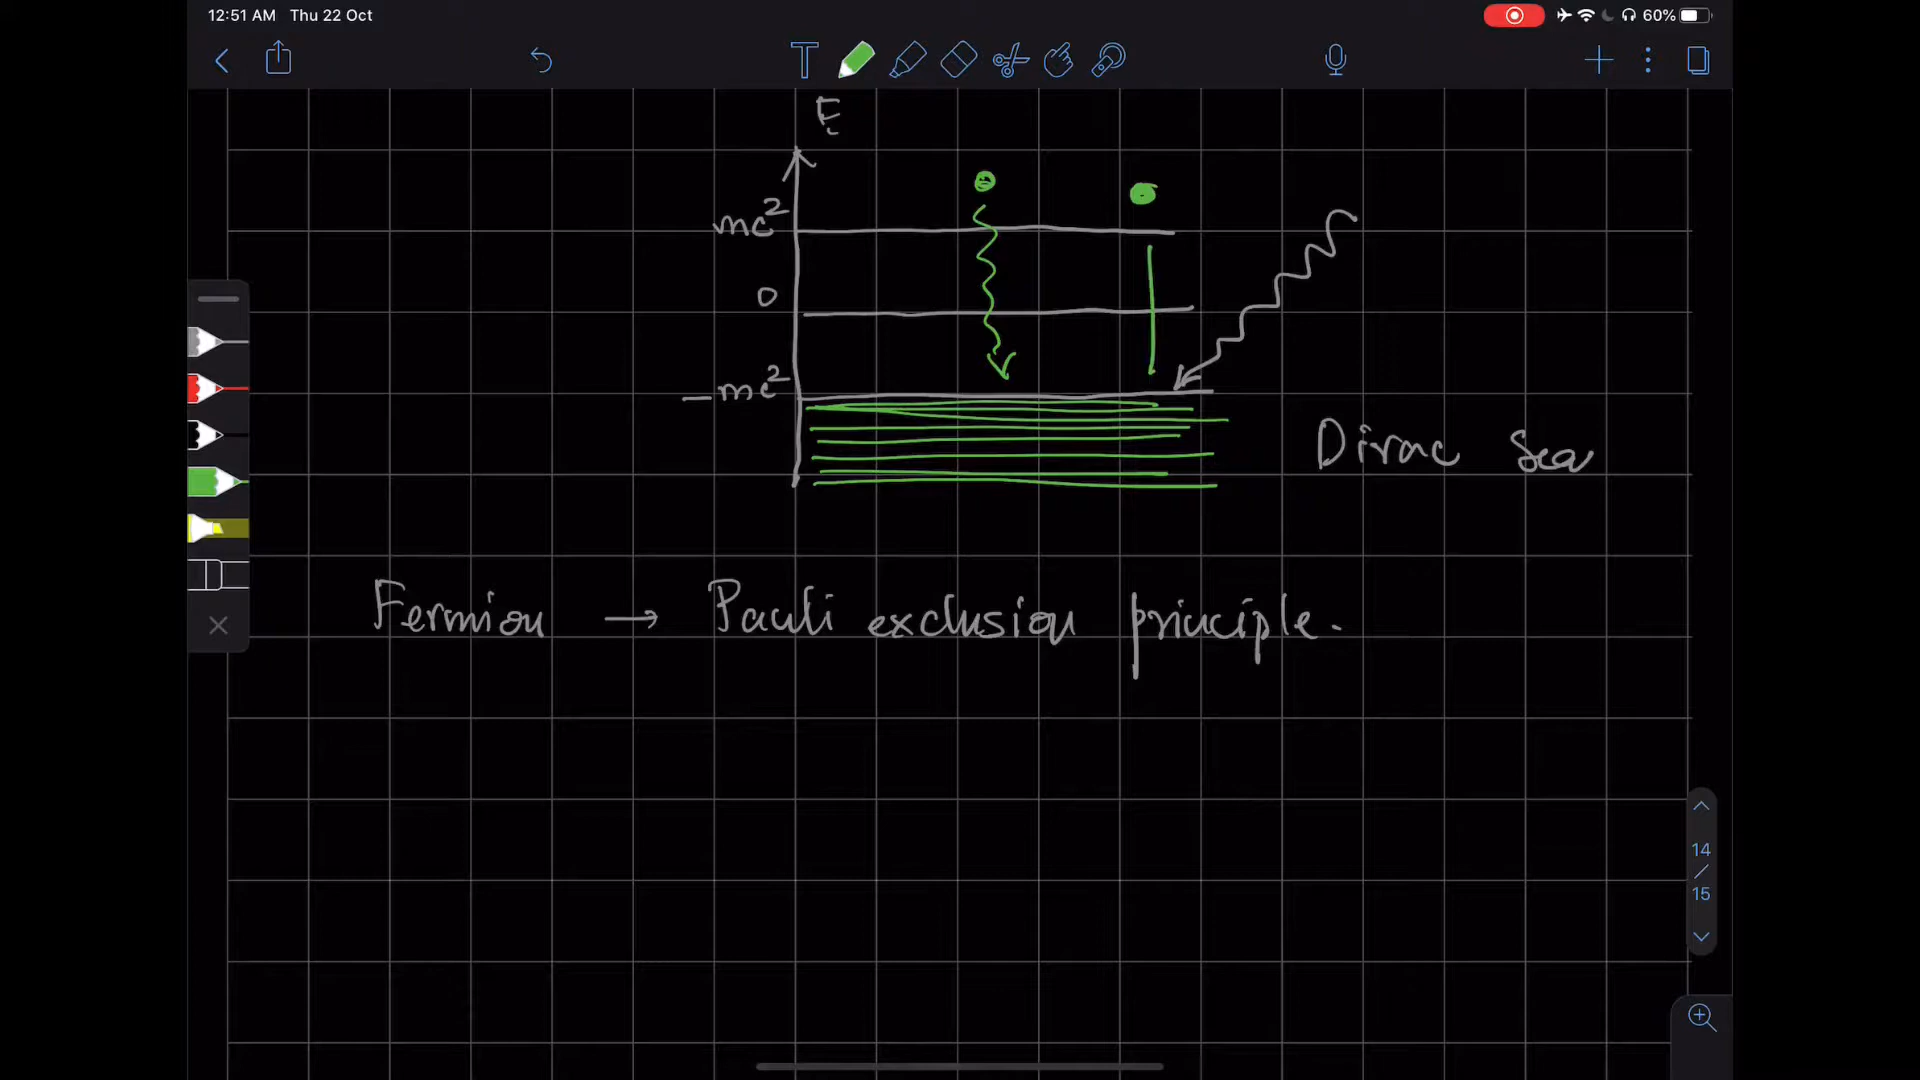 12:51 AM Thu 22 Oct
60%
T
E
mc²
0
-mc²
Dirac Sea
Fermion → Pauli exclusion principle.
14
/
15